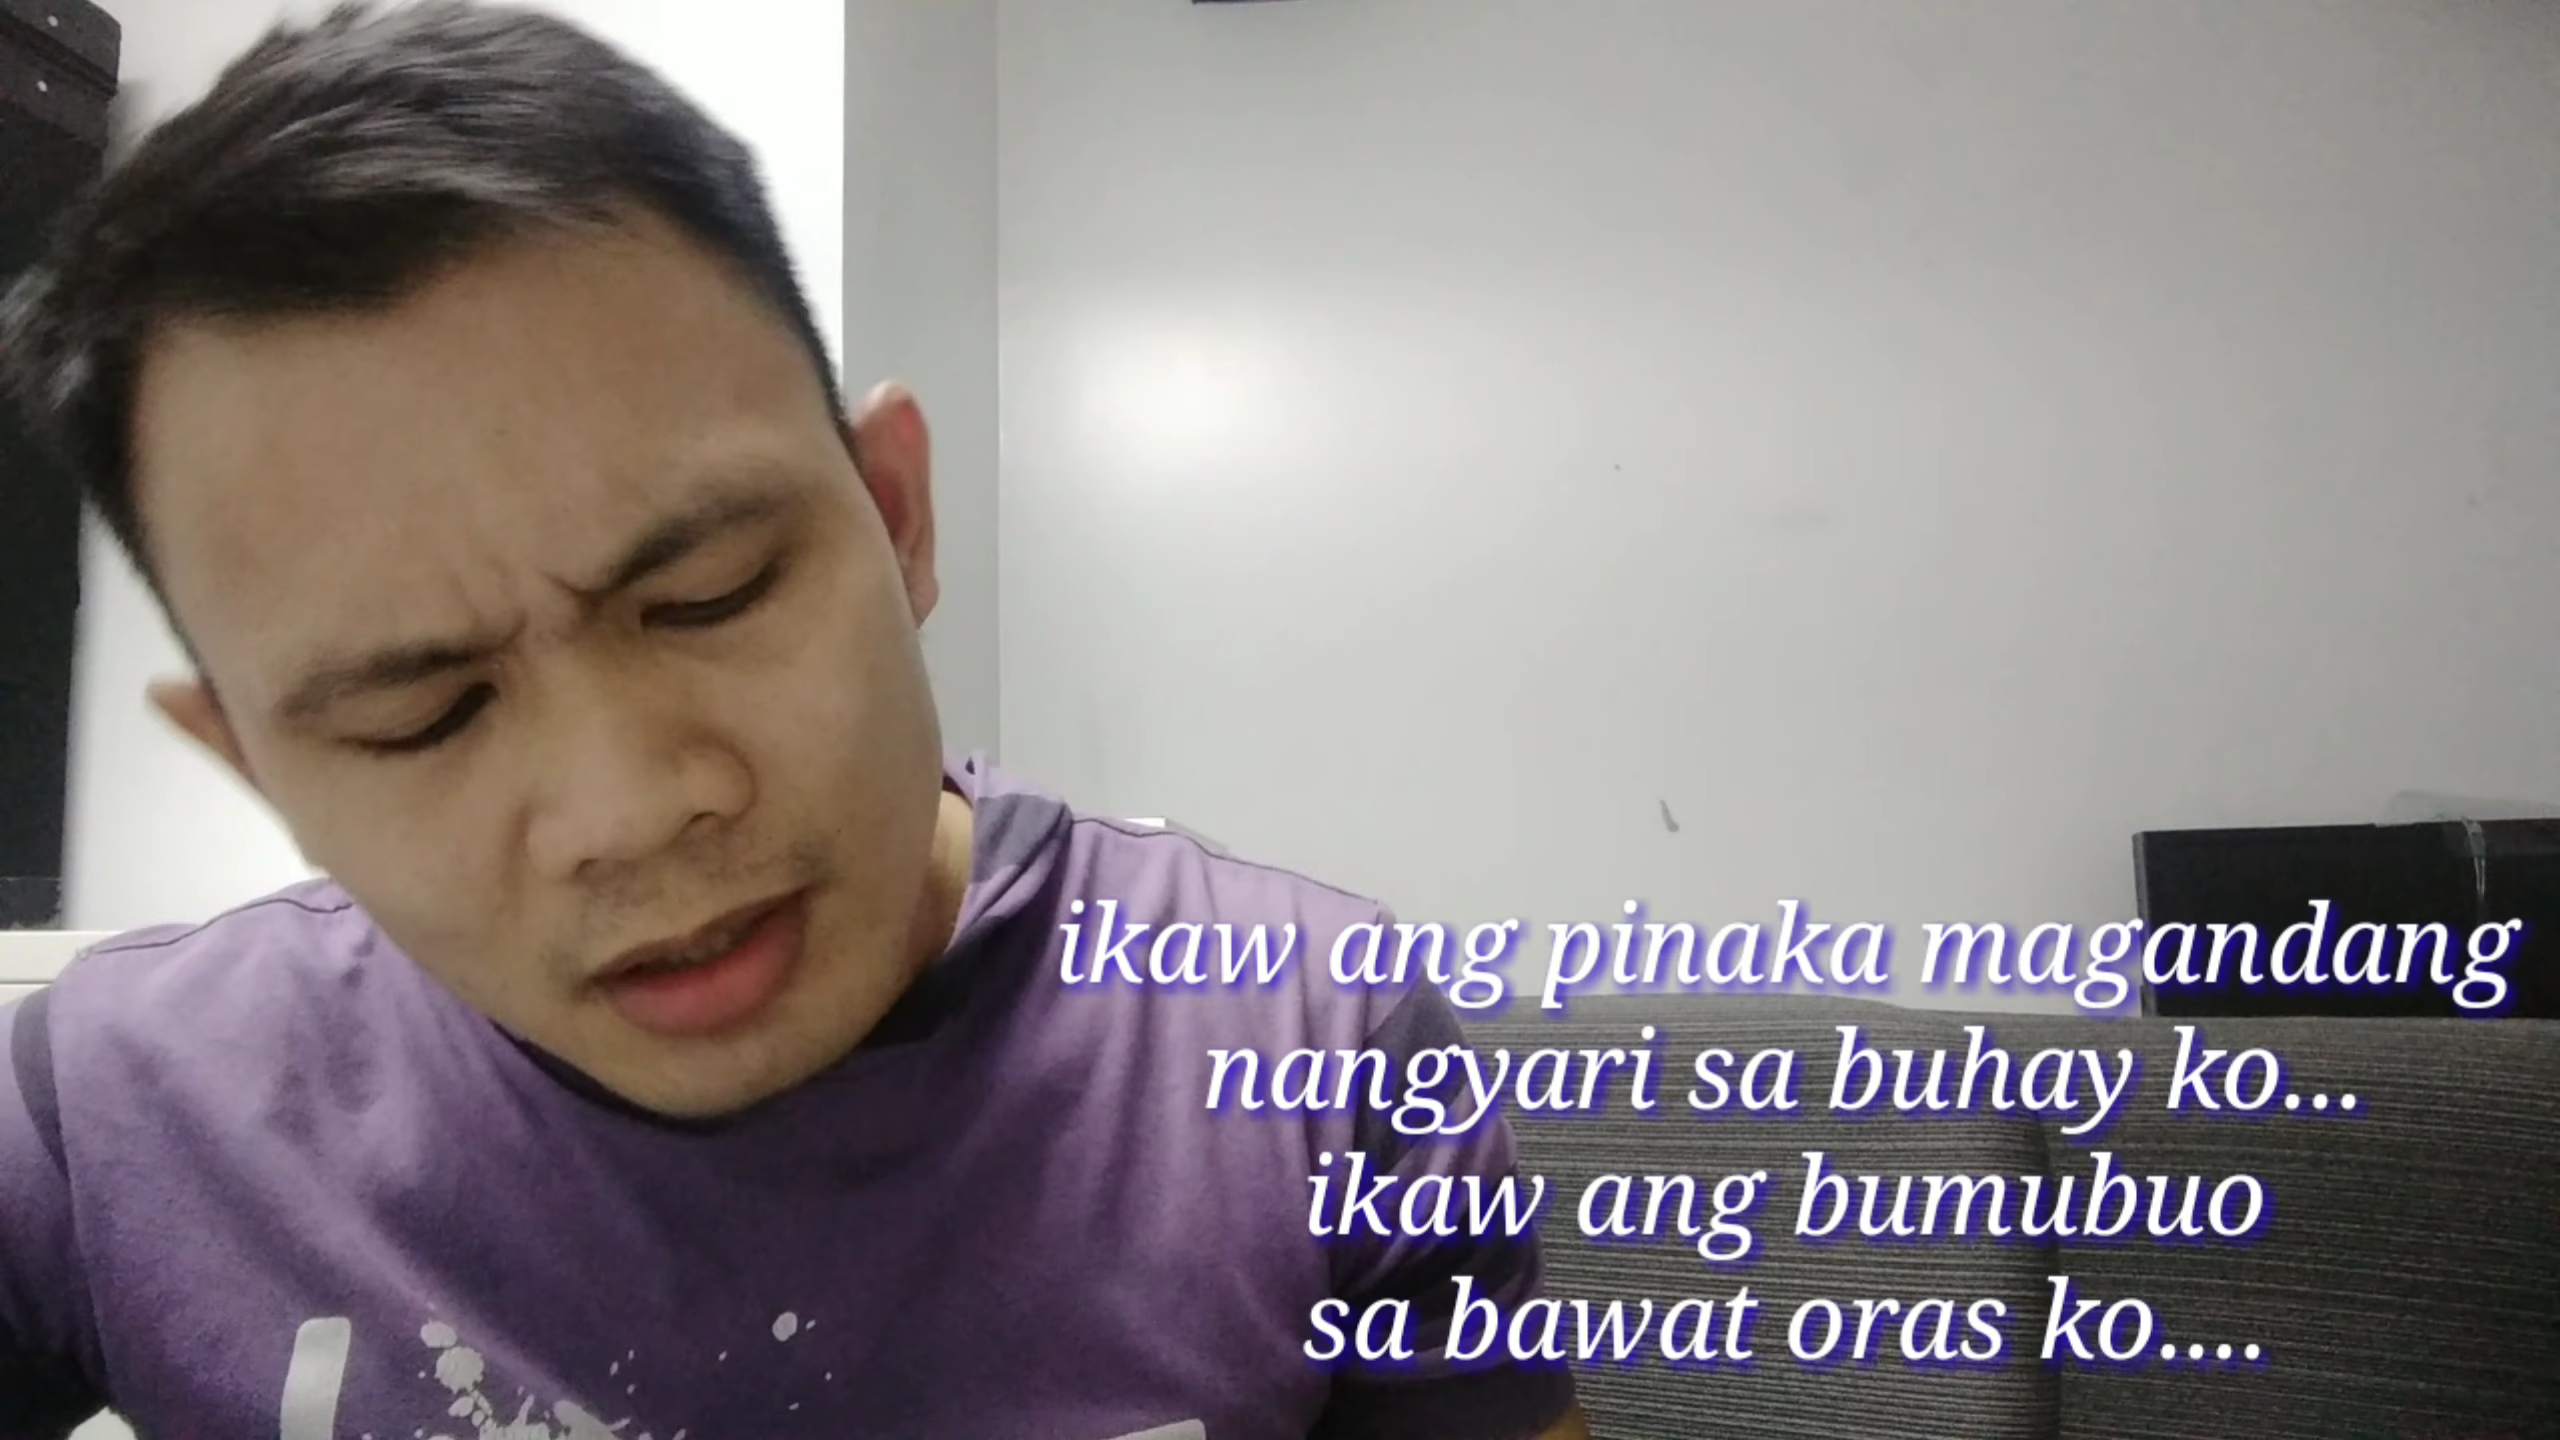 ikaw ang pinaka magandang
nangyari sa buhay ko...
ikaw ang bumubuo
sa bawat oras ko....